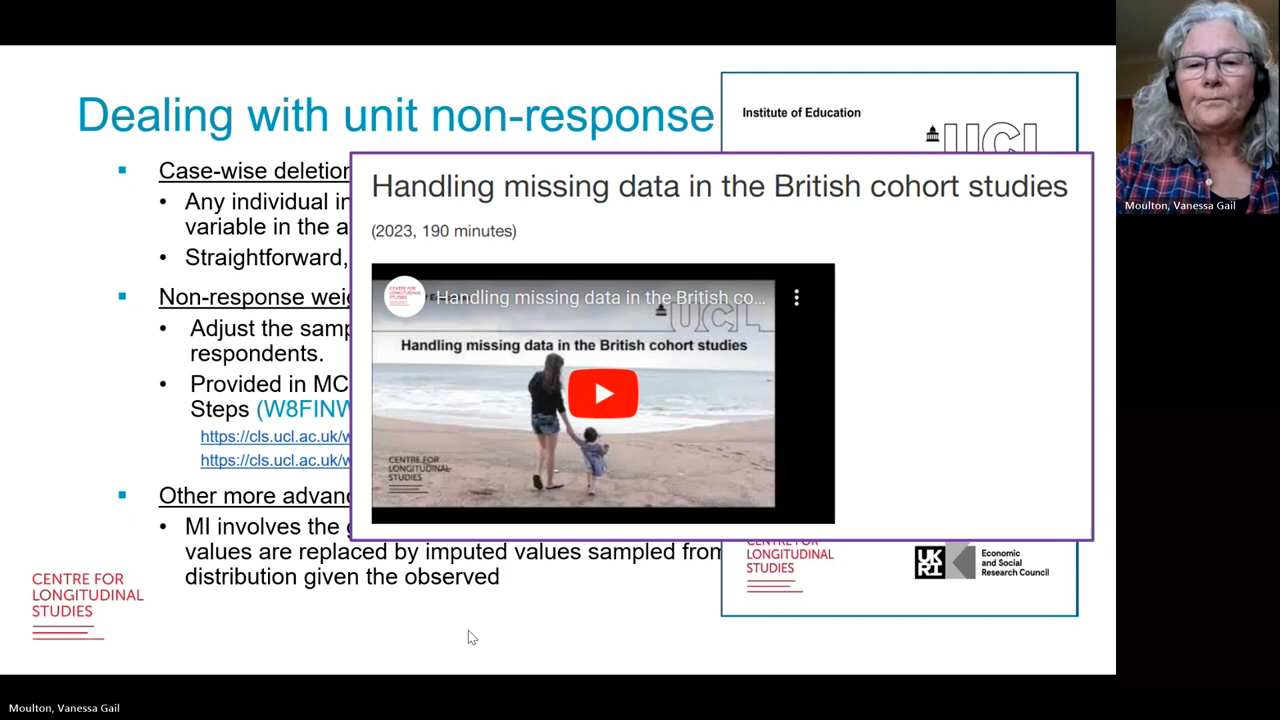 Dealing with unit non-response
Case-wise deletion
Any individual in
variable in the a
Straightforward,
Non-response wei
Adjust the samp
respondents.
Provided in MC
Steps (W8FINW
https://cls.ucl.ac.uk/w
https://cls.ucl.ac.uk/w
Other more advan
MI involves the g
values are replaced by imputed values sampled from
distribution given the observed
CENTRE FOR
LONGITUDINAL
STUDIES
Institute of Education
UCL
Handling missing data in the British cohort studies
(2023, 190 minutes)
Handling missing data in the British co...
UCL
Handling missing data in the British cohort studies
CENTRE FOR
LONGITUDINAL
STUDIES
CENTRE FOR
LONGITUDINAL
STUDIES
UK
RI
Economic
and Social
Research Council
Moulton, Vanessa Gail
Moulton, Vanessa Gail